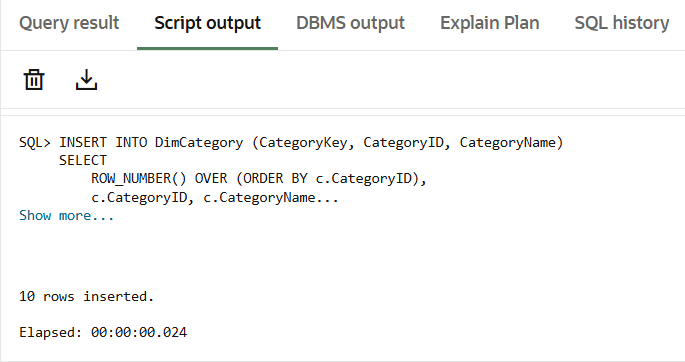 Query result Script output DBMS output Explain Plan SQL history
SQL> INSERT INTO DimCategory (CategoryKey, CategoryID, CategoryName)
SELECT
ROW_NUMBER() OVER (ORDER BY c.CategoryID),
c.CategoryID, c.CategoryName...
Show more...
10 rows inserted.
Elapsed: 00:00:00.024